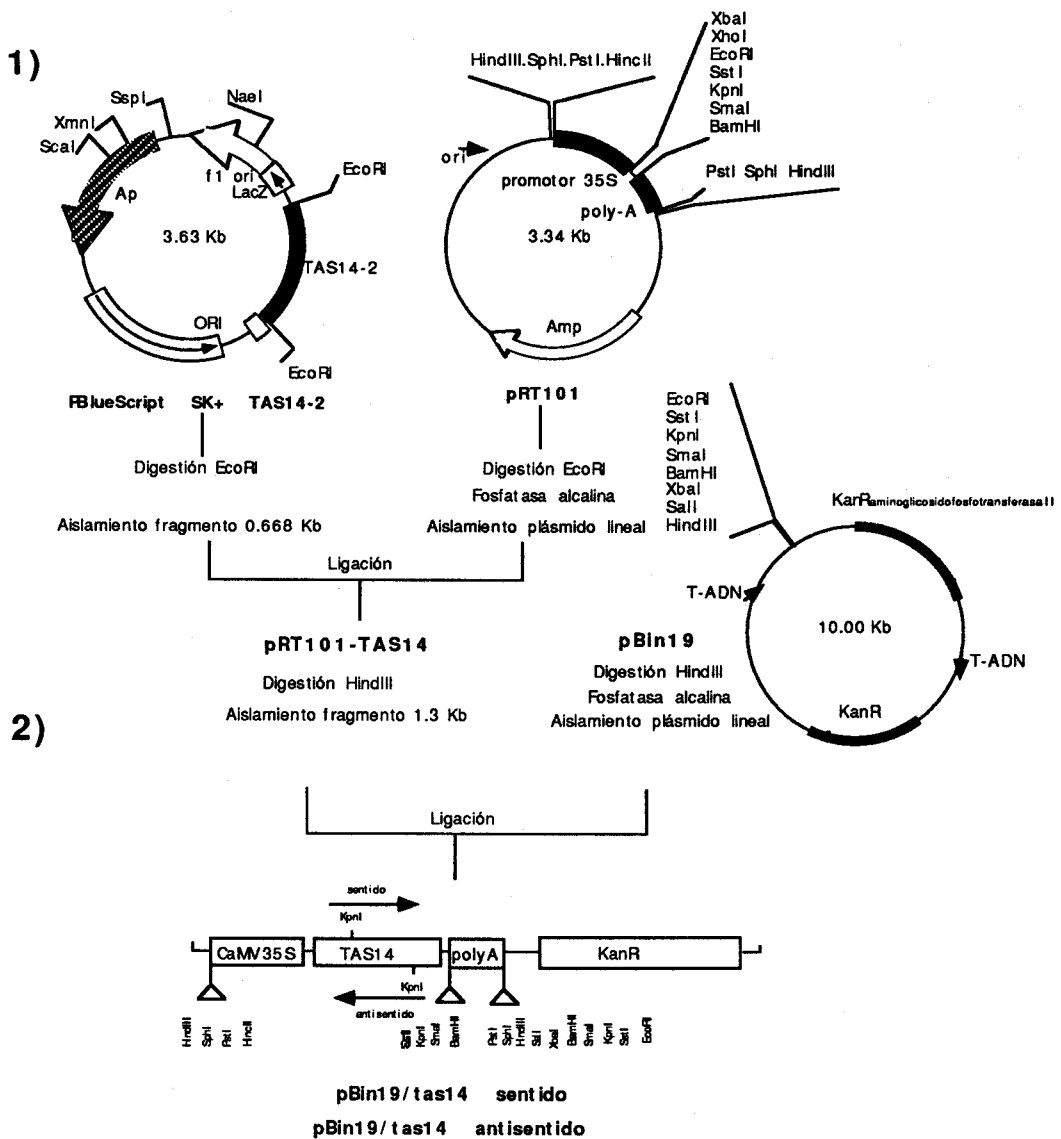 1)
HindIII.SphI.PstI.HincII
XbaI
XhoI
EcoRI
SstI
KpnI
SmaI
BamHI
SspI
NaeI
XmnI
ScaI
EcoRI
f1 ori
LacZ
Ap
3.63 Kb
TAS14-2
ORI
EcoRI
ori
promotor 35S
poly-A
PstI SphI HindIII
3.34 Kb
Amp
PBlueScript SK+ TAS14-2
pRT101
Digestión EcoRI
Aislamiento fragmento 0.668 Kb
Digestión EcoRI
Fosfatasa alcalina
Aislamiento plásmido lineal
EcoRI
SstI
KpnI
SmaI
BamHI
XbaI
SalI
HindIII
KanRaminoglicosidofosfotransferasaII
Ligación
T-ADN
10.00 Kb
T-ADN
KanR
pRT101-TAS14
Digestión HindIII
Aislamiento fragmento 1.3 Kb
pBin19
Digestión HindIII
Fosfatasa alcalina
Aislamiento plásmido lineal
2)
Ligación
sentido
KpnI
CaMV35S
TAS14
polyA
KanR
KpnI
antisentido
HindIII
SphI
PstI
HincII
KpnI
SmaI
BamHI
PstI
SphI
HindIII
XbaI
BamHI
SmaI
KpnI
SstI
EcoRI
pBin19/tas14 sentido
pBin19/tas14 antisentido